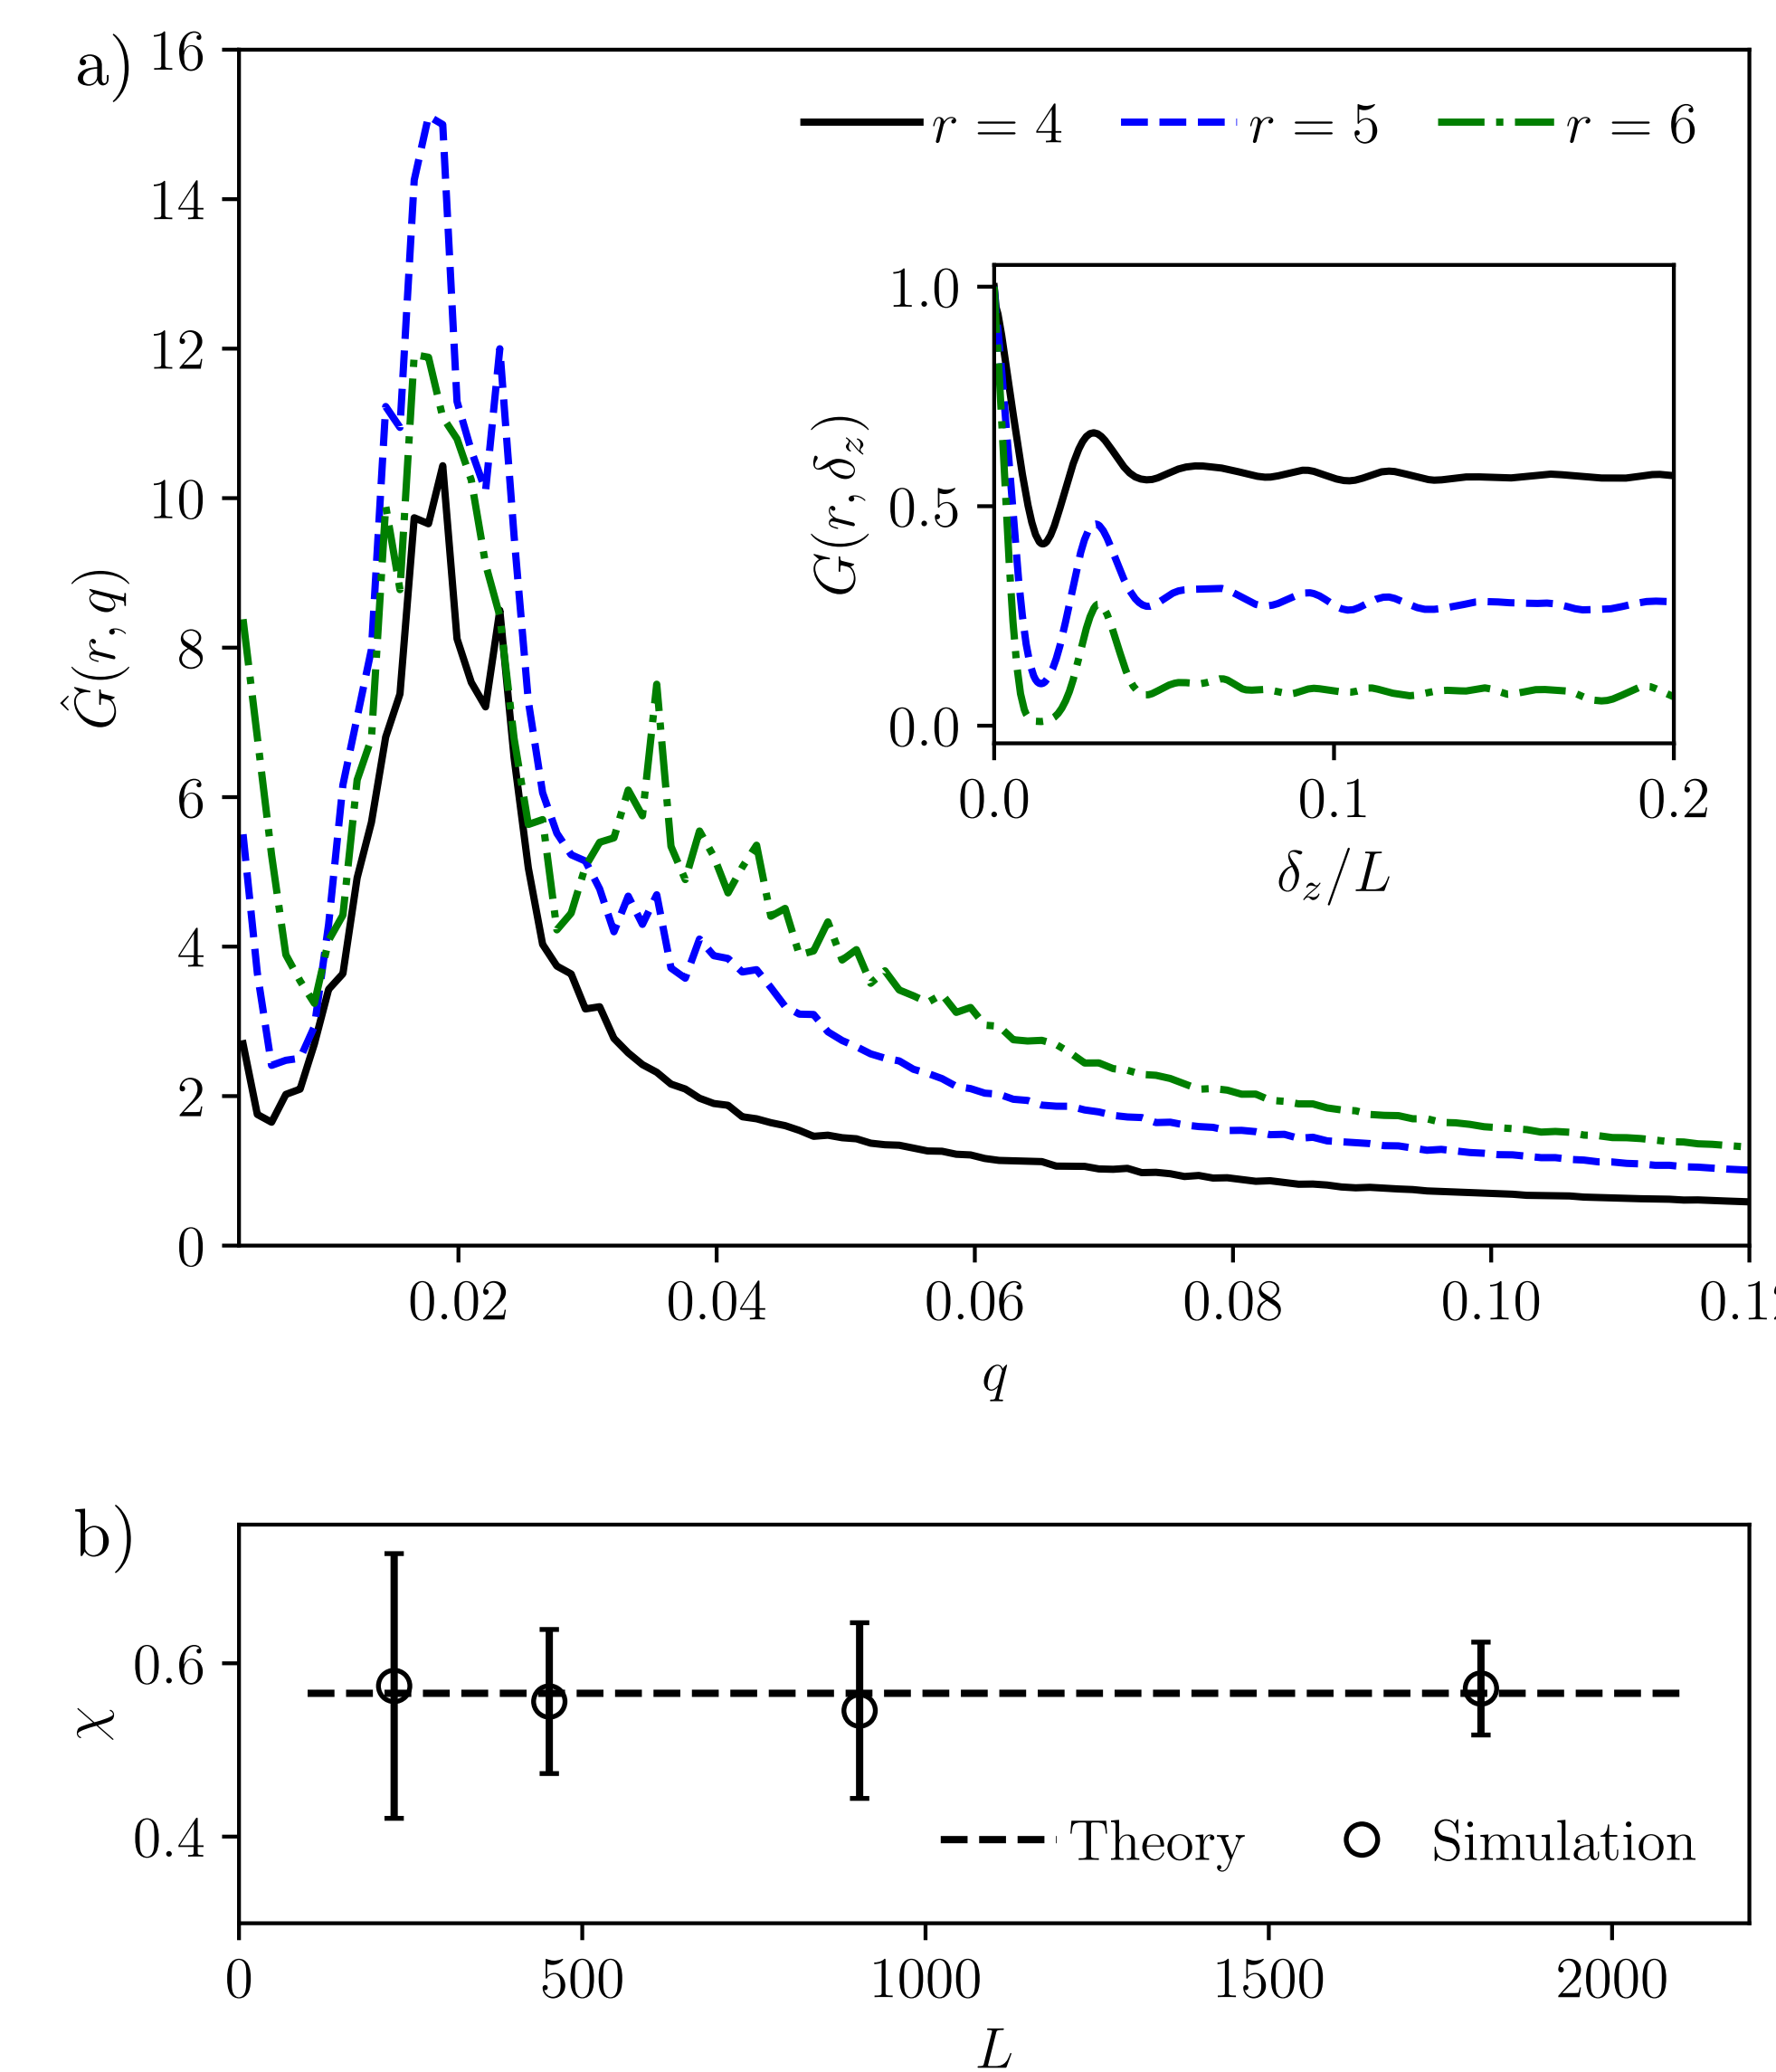 a)
16
14
12
10
8
6
4
2
0
Ĝ(r, q)
r = 4 r = 5 r = 6
1.0
0.5
0.0
G(r, δz)
0.0 0.1 0.2
δz/L
0.02 0.04 0.06 0.08 0.10 0.12
q
b)
0.6
0.4
χ
Theory Simulation
0 500 1000 1500 2000
L